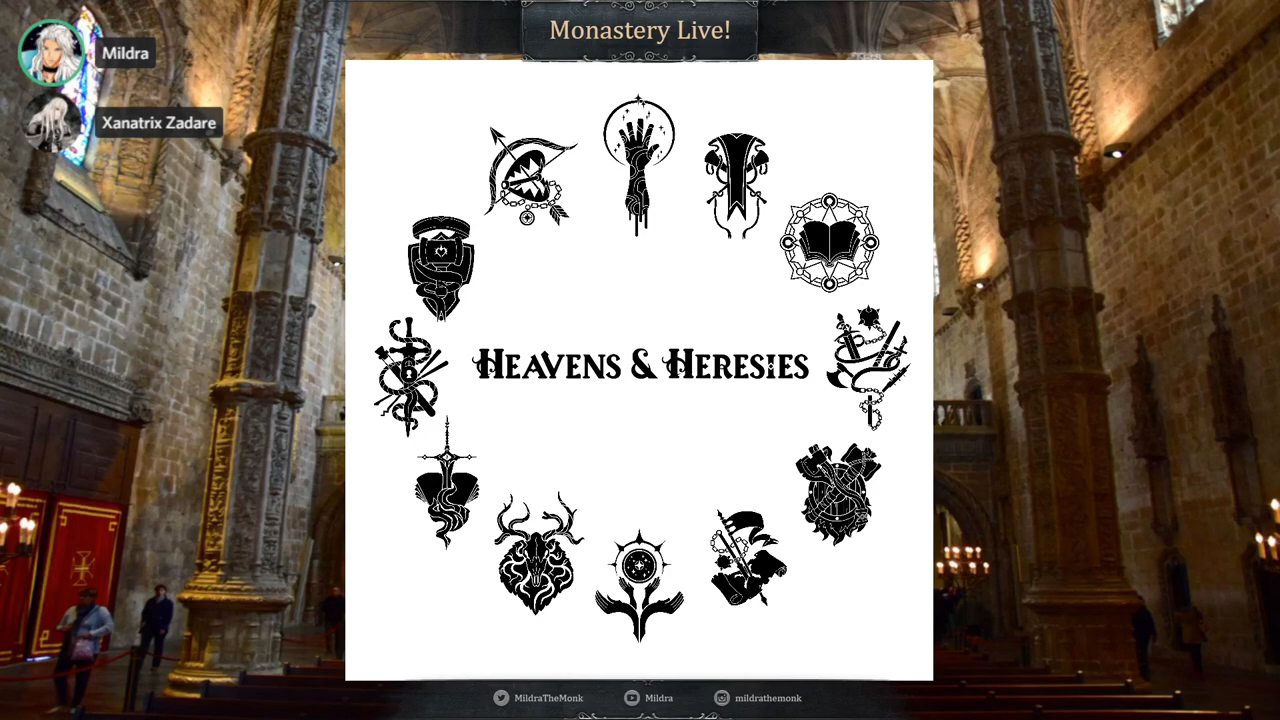 Monastery Live!
Mildra
Xanatrix Zadare
HEAVENS & HERESIES
MildraTheMonk
Mildra
mildrathemonk